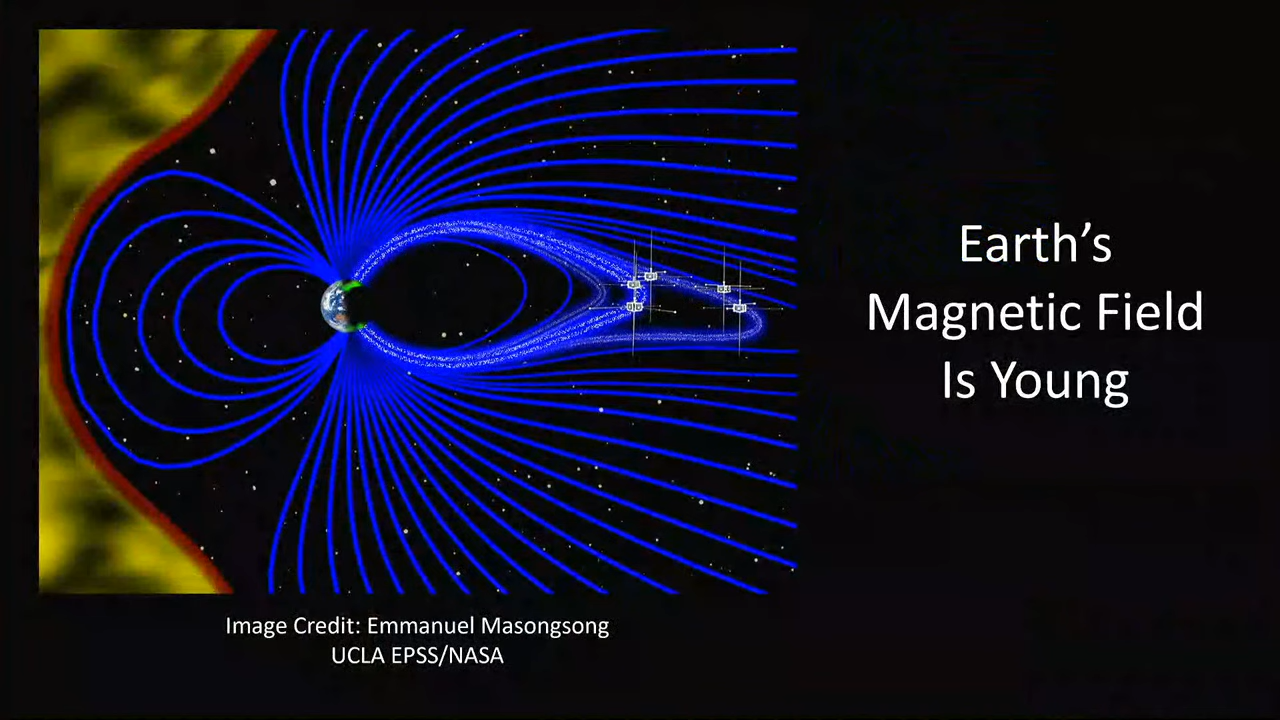 Earth’s
Magnetic Field
Is Young
Image Credit: Emmanuel Masongsong
UCLA EPSS/NASA